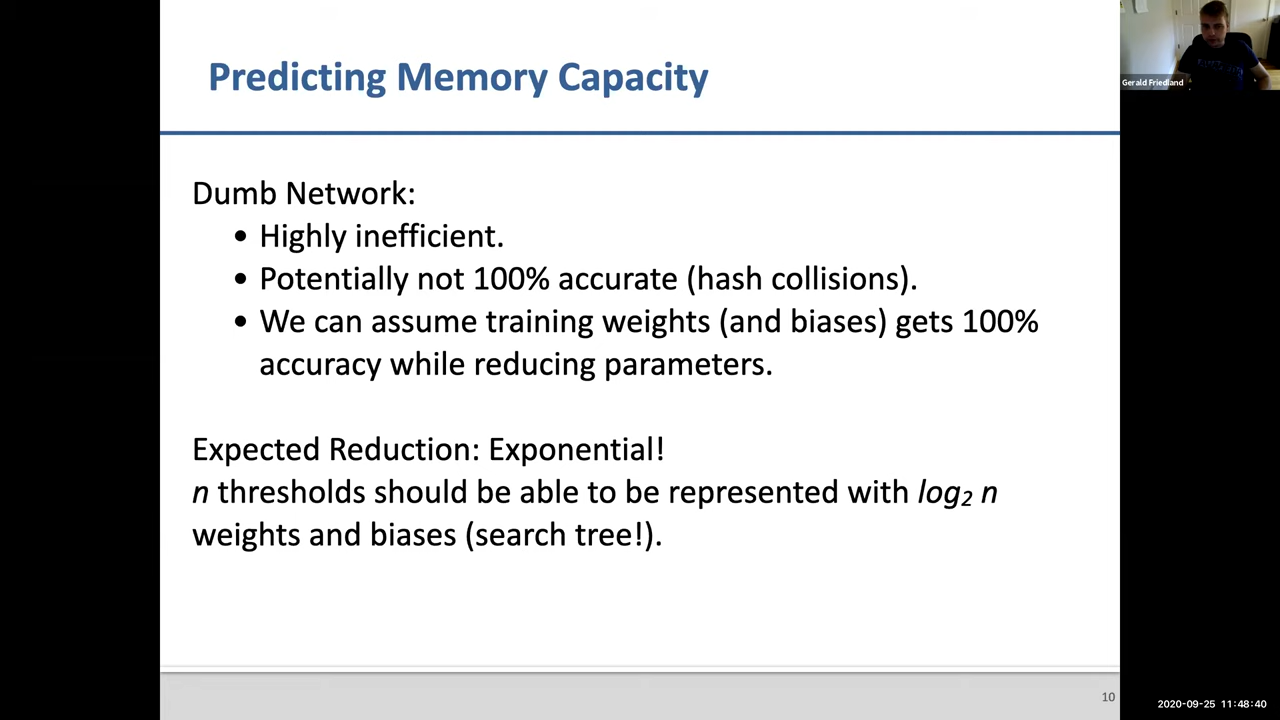 Predicting Memory Capacity
Gerald Friedland
Dumb Network:
• Highly inefficient.
• Potentially not 100% accurate (hash collisions).
• We can assume training weights (and biases) gets 100%
accuracy while reducing parameters.
Expected Reduction: Exponential!
n thresholds should be able to be represented with log₂ n
weights and biases (search tree!).
10
2020-09-25 11:48:40